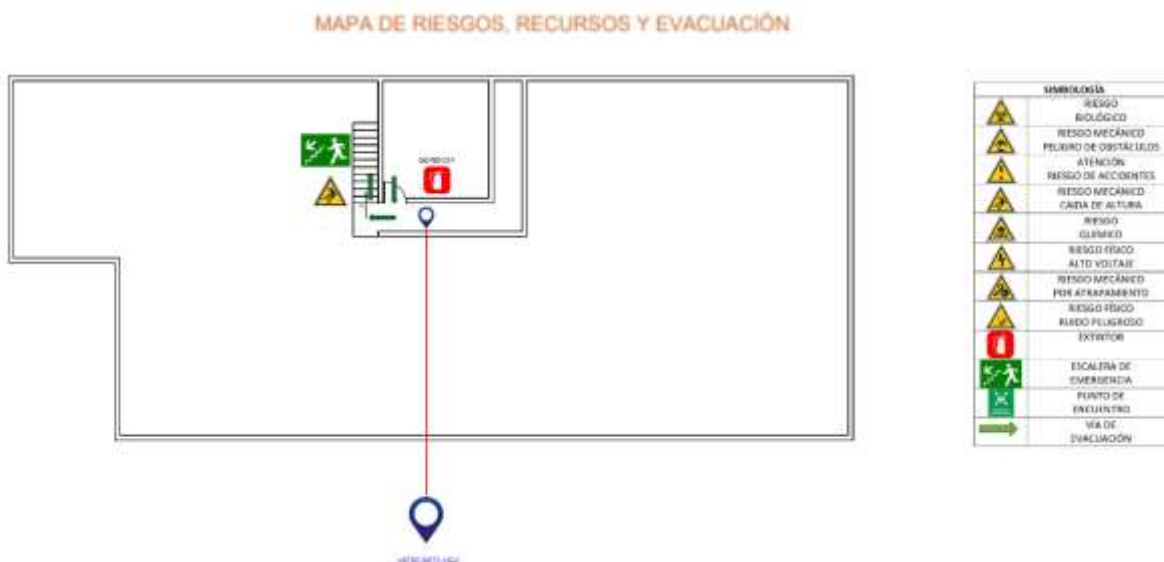 MAPA DE RIESGOS, RECURSOS Y EVACUACIÓN
SIMBOLOGÍA
RIESGO
BIOLÓGICO
RIESGO MECÁNICO
PELIGRO DE OBSTÁCULOS
ATENCIÓN
RIESGO DE ACCIDENTES
RIESGO MECÁNICO
CAIDA DE ALTURA
RIESGO
QUÍMICO
RIESGO FÍSICO
ALTO VOLTAJE
RIESGO MECÁNICO
POR ATRAPAMIENTO
RIESGO FÍSICO
RUIDO PELIGROSO
EXTINTOR
ESCALERA DE
EMERGENCIA
PUNTO DE
ENCUENTRO
VÍA DE
EVACUACIÓN